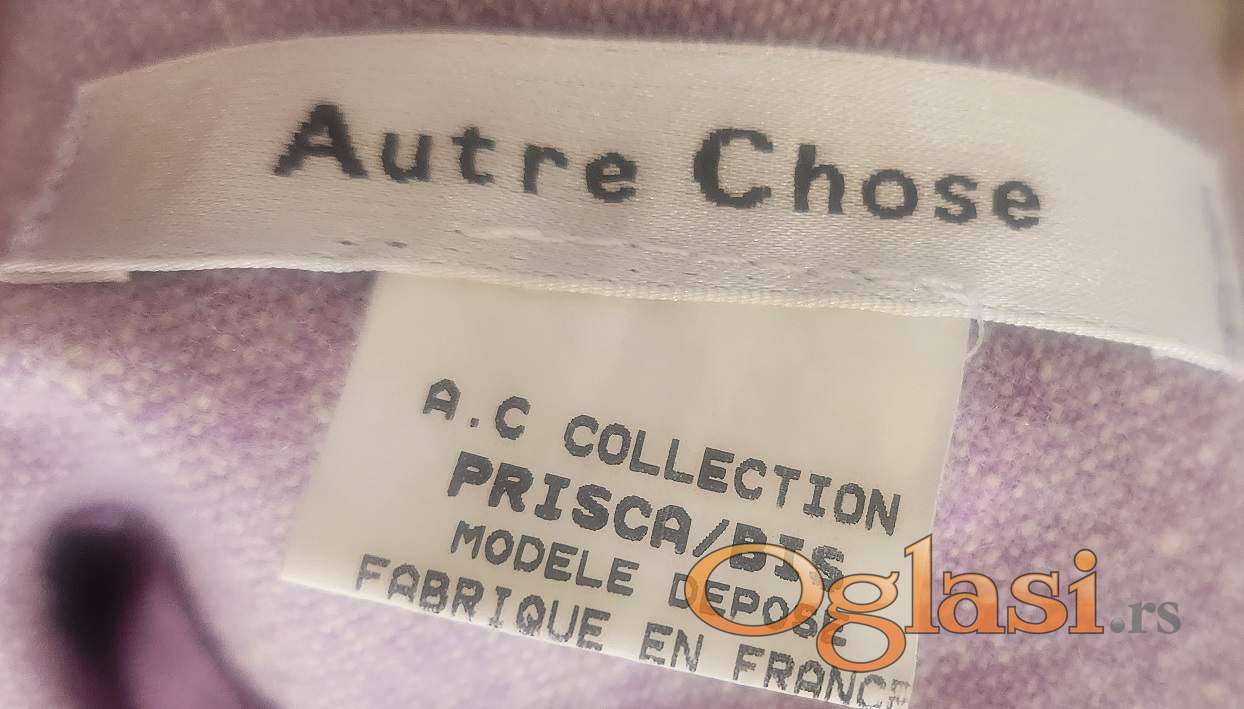 Autre Chose
A.C COLLECTION
PRISCA/BIS
MODELE DEPOSE
FABRIQUE EN FRANCE
Oglasi.rs